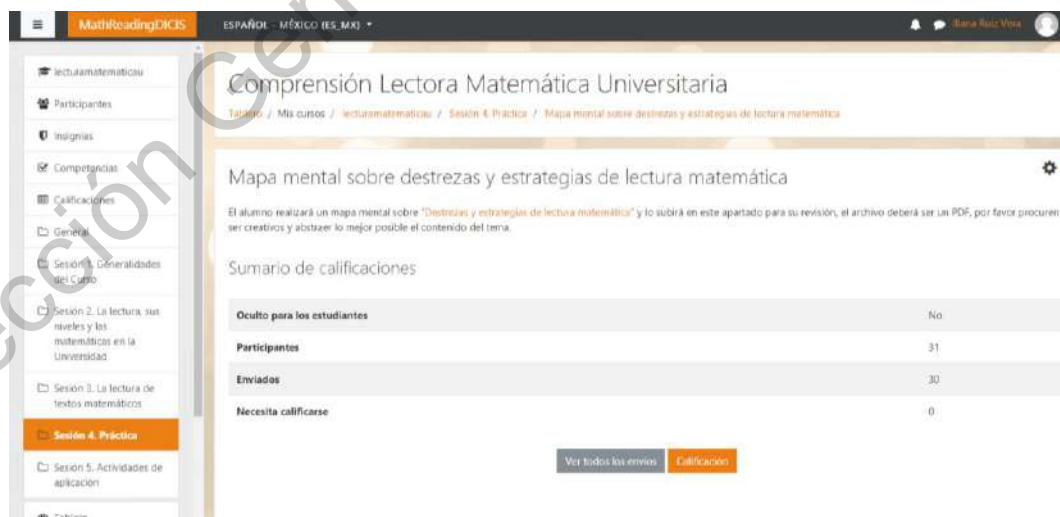 MathReadingDICIS
ESPAÑOL - MÉXICO (ES_MX)
Iliana Ruiz Vera
lecturamatematicau
Participantes
Insignias
Competencias
Calificaciones
General
Sesión 1. Generalidades
del Curso
Sesión 2. La lectura, sus
niveles y las
matemáticas en la
Universidad
Sesión 3. La lectura de
textos matemáticos
Sesión 4. Práctica
Sesión 5. Actividades de
aplicación
Tablero
Comprensión Lectora Matemática Universitaria
Tablero / Mis cursos / lecturamatematicau / Sesión 4. Práctica / Mapa mental sobre destrezas y estrategias de lectura matemática
Mapa mental sobre destrezas y estrategias de lectura matemática
El alumno realizará un mapa mental sobre "Destrezas y estrategias de lectura matemática" y lo subirá en este apartado para su revisión, el archivo deberá ser un PDF, por favor procuren
ser creativos y abstraer lo mejor posible el contenido del tema.
Sumario de calificaciones
Oculto para los estudiantes No
Participantes 31
Enviados 30
Necesita calificarse 0
Ver todos los envíos Calificación